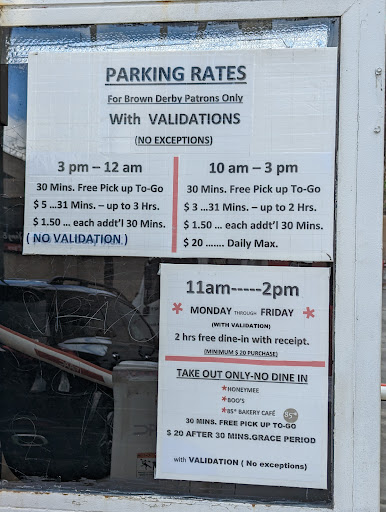 PARKING RATES
For Brown Derby Patrons Only
With VALIDATIONS
(NO EXCEPTIONS)
3 pm – 12 am
30 Mins. Free Pick up To-Go
$ 5 ...31 Mins. – up to 3 Hrs.
$ 1.50 ... each addt'l 30 Mins.
( NO VALIDATION )
10 am – 3 pm
30 Mins. Free Pick up To-Go
$ 3 ...31 Mins. – up to 2 Hrs.
$ 1.50 ... each addt'l 30 Mins.
$ 20 ....... Daily Max.
11am-----2pm
* MONDAY THROUGH FRIDAY *
(WITH VALIDATION)
2 hrs free dine-in with receipt.
(MINIMUM $ 20 PURCHASE)
TAKE OUT ONLY-NO DINE IN
*HONEYMEE
*BOO'S
*85° BAKERY CAFÉ
85°
30 MINS. FREE PICK UP TO-GO
$ 20 AFTER 30 MINS.GRACE PERIOD
with VALIDATION ( No exceptions)